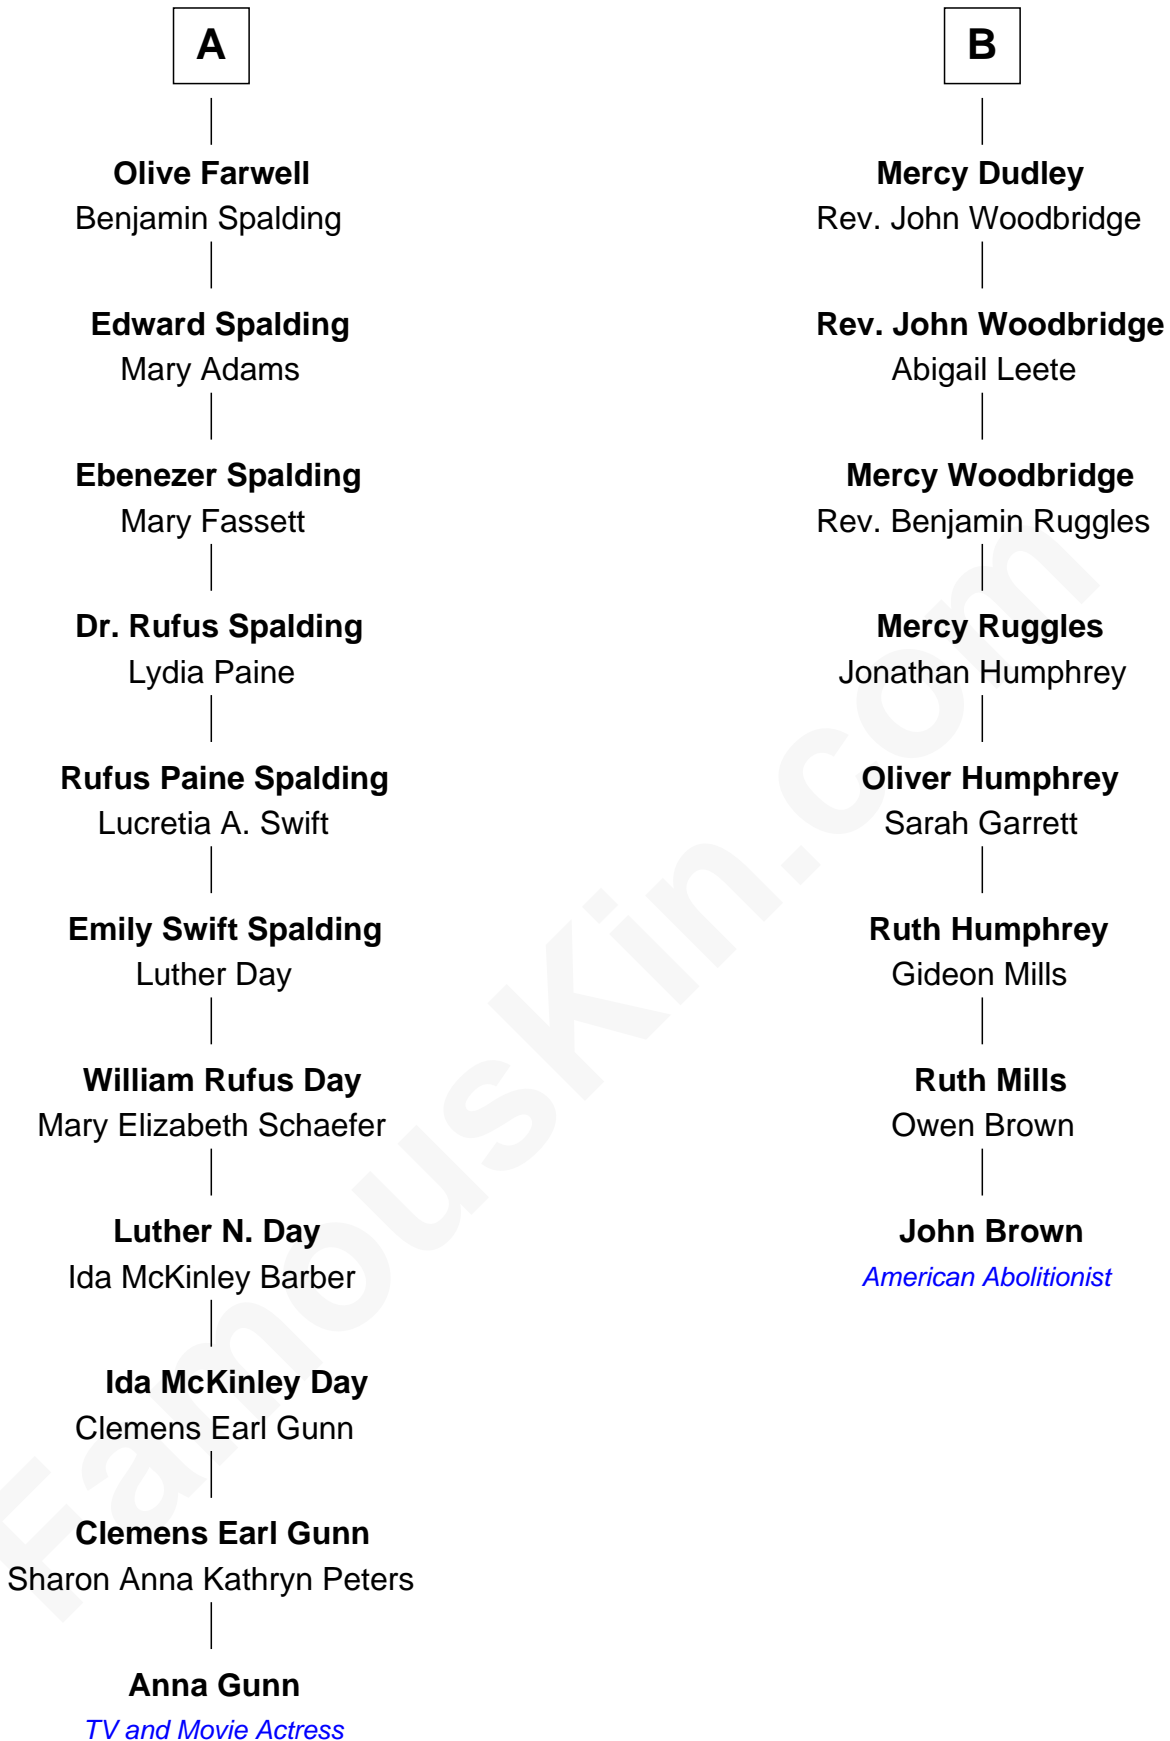 A
Olive Farwell
Benjamin Spalding
Edward Spalding
Mary Adams
Ebenezer Spalding
Mary Fassett
Dr. Rufus Spalding
Lydia Paine
Rufus Paine Spalding
Lucretia A. Swift
Emily Swift Spalding
Luther Day
William Rufus Day
Mary Elizabeth Schaefer
Luther N. Day
Ida McKinley Barber
Ida McKinley Day
Clemens Earl Gunn
Clemens Earl Gunn
Sharon Anna Kathryn Peters
Anna Gunn
TV and Movie Actress
B
Mercy Dudley
Rev. John Woodbridge
Rev. John Woodbridge
Abigail Leete
Mercy Woodbridge
Rev. Benjamin Ruggles
Mercy Ruggles
Jonathan Humphrey
Oliver Humphrey
Sarah Garrett
Ruth Humphrey
Gideon Mills
Ruth Mills
Owen Brown
John Brown
American Abolitionist
FamousKin.com